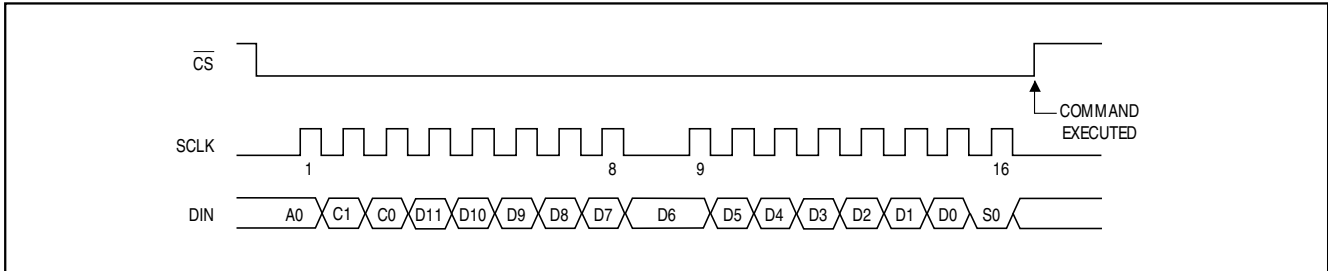 CS
COMMAND
EXECUTED
SCLK
1 8 9 16
DIN A0 C1 C0 D11 D10 D9 D8 D7 D6 D5 D4 D3 D2 D1 D0 S0